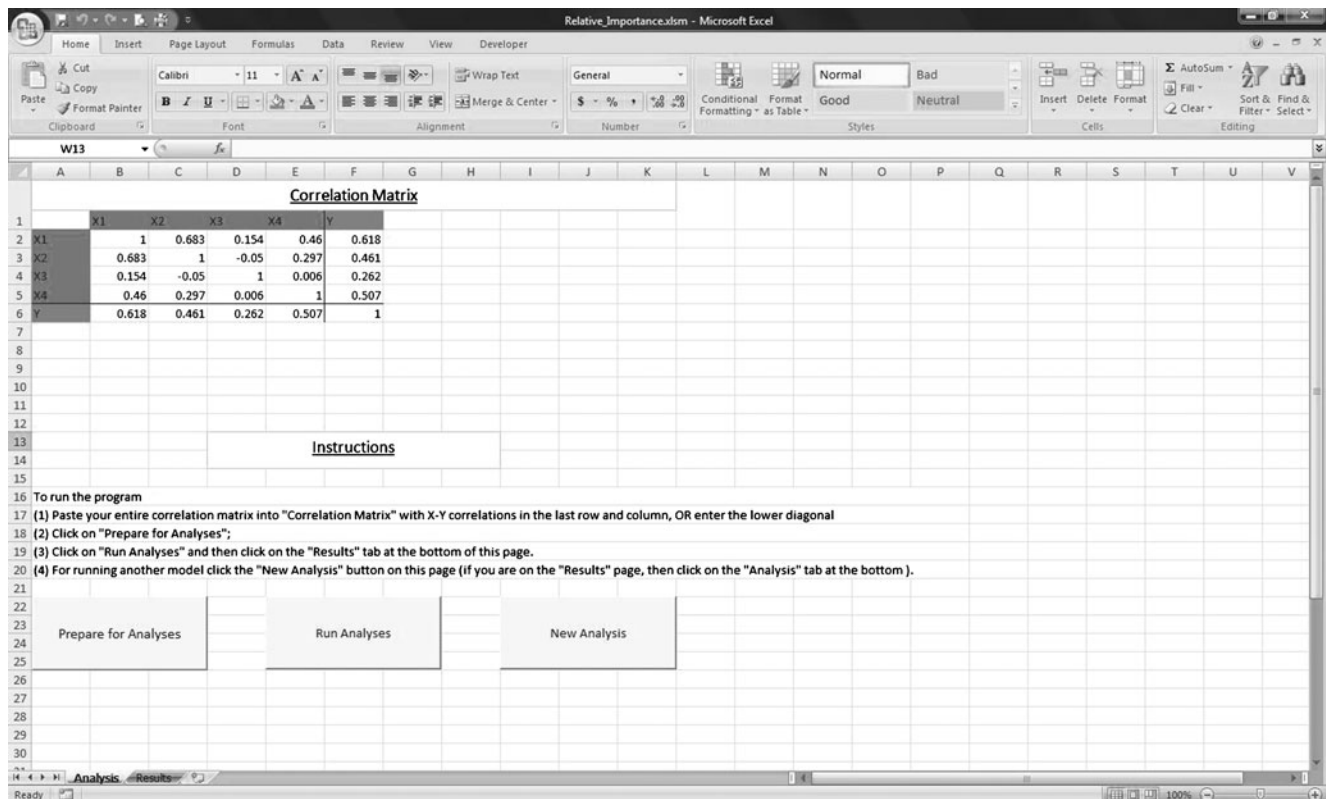 Relative_Importance.xlsm - Microsoft Excel
Home Insert Page Layout Formulas Data Review View Developer
Cut
Copy
Format Painter
Paste
Calibri 11 A A
B I U A
Wrap Text
Merge & Center
General
$ % ,
Conditional Formatting
Format as Table
Normal Bad
Good Neutral
Insert Delete Format
Σ AutoSum
Fill
Clear
Sort & Filter
Find & Select
Clipboard Font Alignment Number Styles Cells Editing
W13 fx
A B C D E F G H I J K L M N O P Q R S T U V
Correlation Matrix
1 X1 X2 X3 X4 Y
2 X1 1 0.683 0.154 0.46 0.618
3 X2 0.683 1 -0.05 0.297 0.461
4 X3 0.154 -0.05 1 0.006 0.262
5 X4 0.46 0.297 0.006 1 0.507
6 Y 0.618 0.461 0.262 0.507 1
7
8
9
10
11
12
13 Instructions
14
15
16 To run the program
17 (1) Paste your entire correlation matrix into "Correlation Matrix" with X-Y correlations in the last row and column, OR enter the lower diagonal
18 (2) Click on "Prepare for Analyses";
19 (3) Click on "Run Analyses" and then click on the "Results" tab at the bottom of this page.
20 (4) For running another model click the "New Analysis" button on this page (if you are on the "Results" page, then click on the "Analysis" tab at the bottom ).
21
22
23
Prepare for Analyses Run Analyses New Analysis
24
25
26
27
28
29
30
Analysis Results
Ready 100%